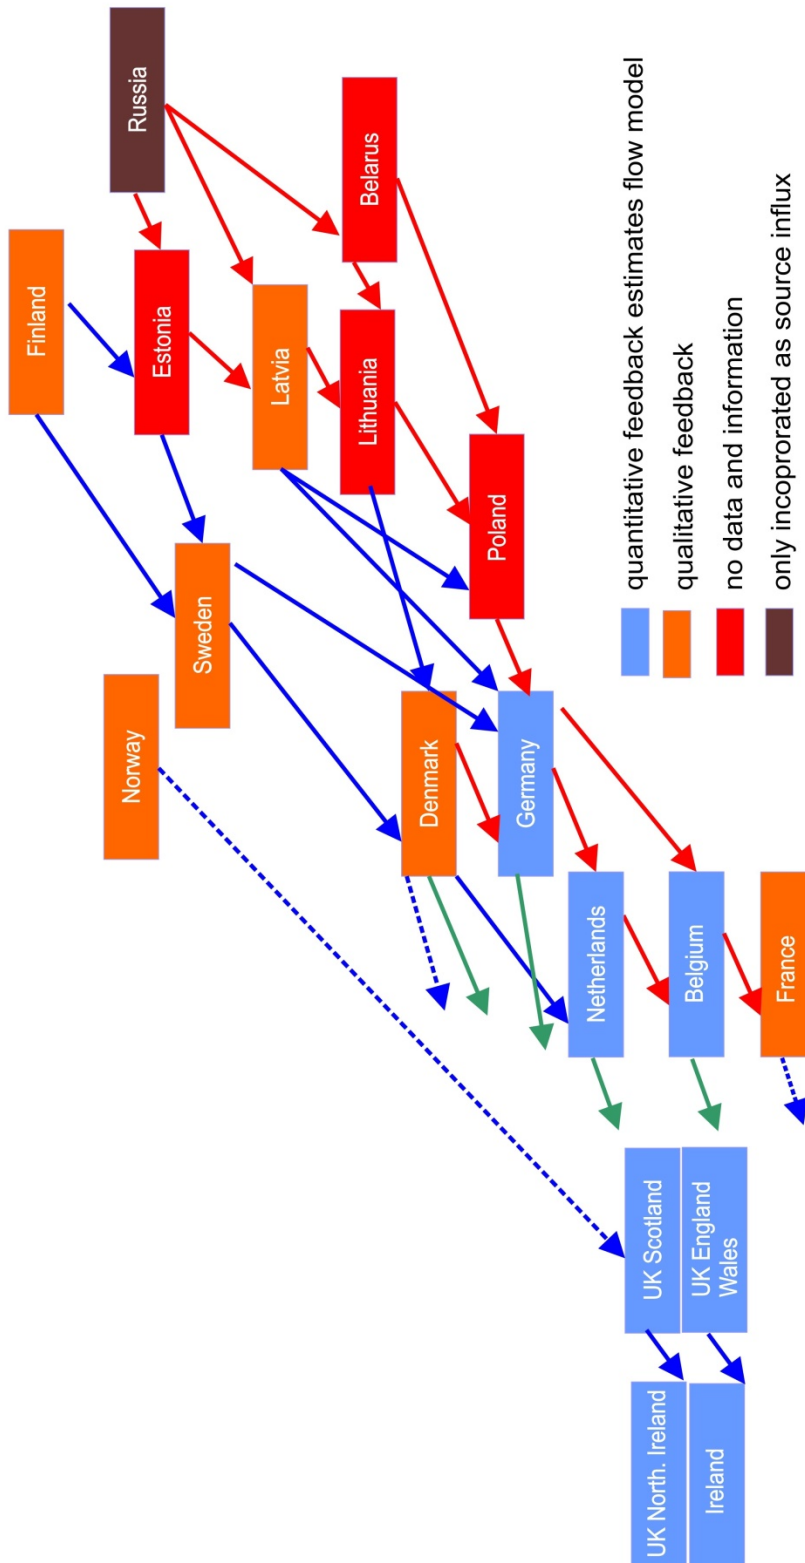 Finland
Russia
Norway
Sweden
Estonia
Latvia
Lithuania
Belarus
Denmark
Germany
Poland
Netherlands
Belgium
France
UK Scotland
UK England
Wales
UK North. Ireland
Ireland
quantitative feedback estimates flow model
qualitative feedback
no data and information
only incoprorated as source influx